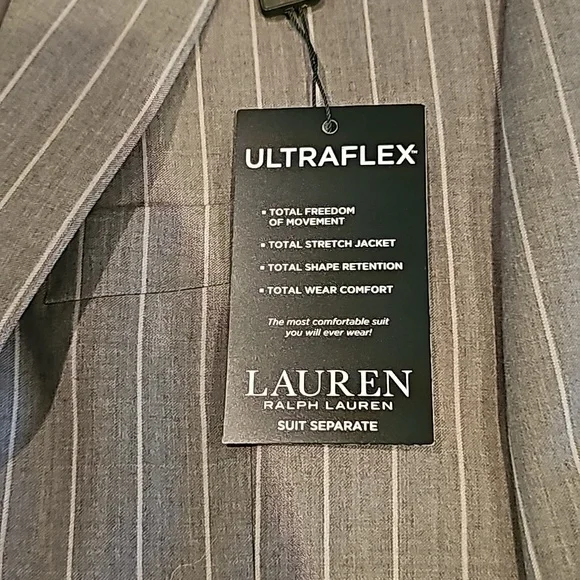 ULTRAFLEX
▪ TOTAL FREEDOM
OF MOVEMENT
▪ TOTAL STRETCH JACKET
▪ TOTAL SHAPE RETENTION
▪ TOTAL WEAR COMFORT
The most comfortable suit
you will ever wear!
LAUREN
RALPH LAUREN
SUIT SEPARATE